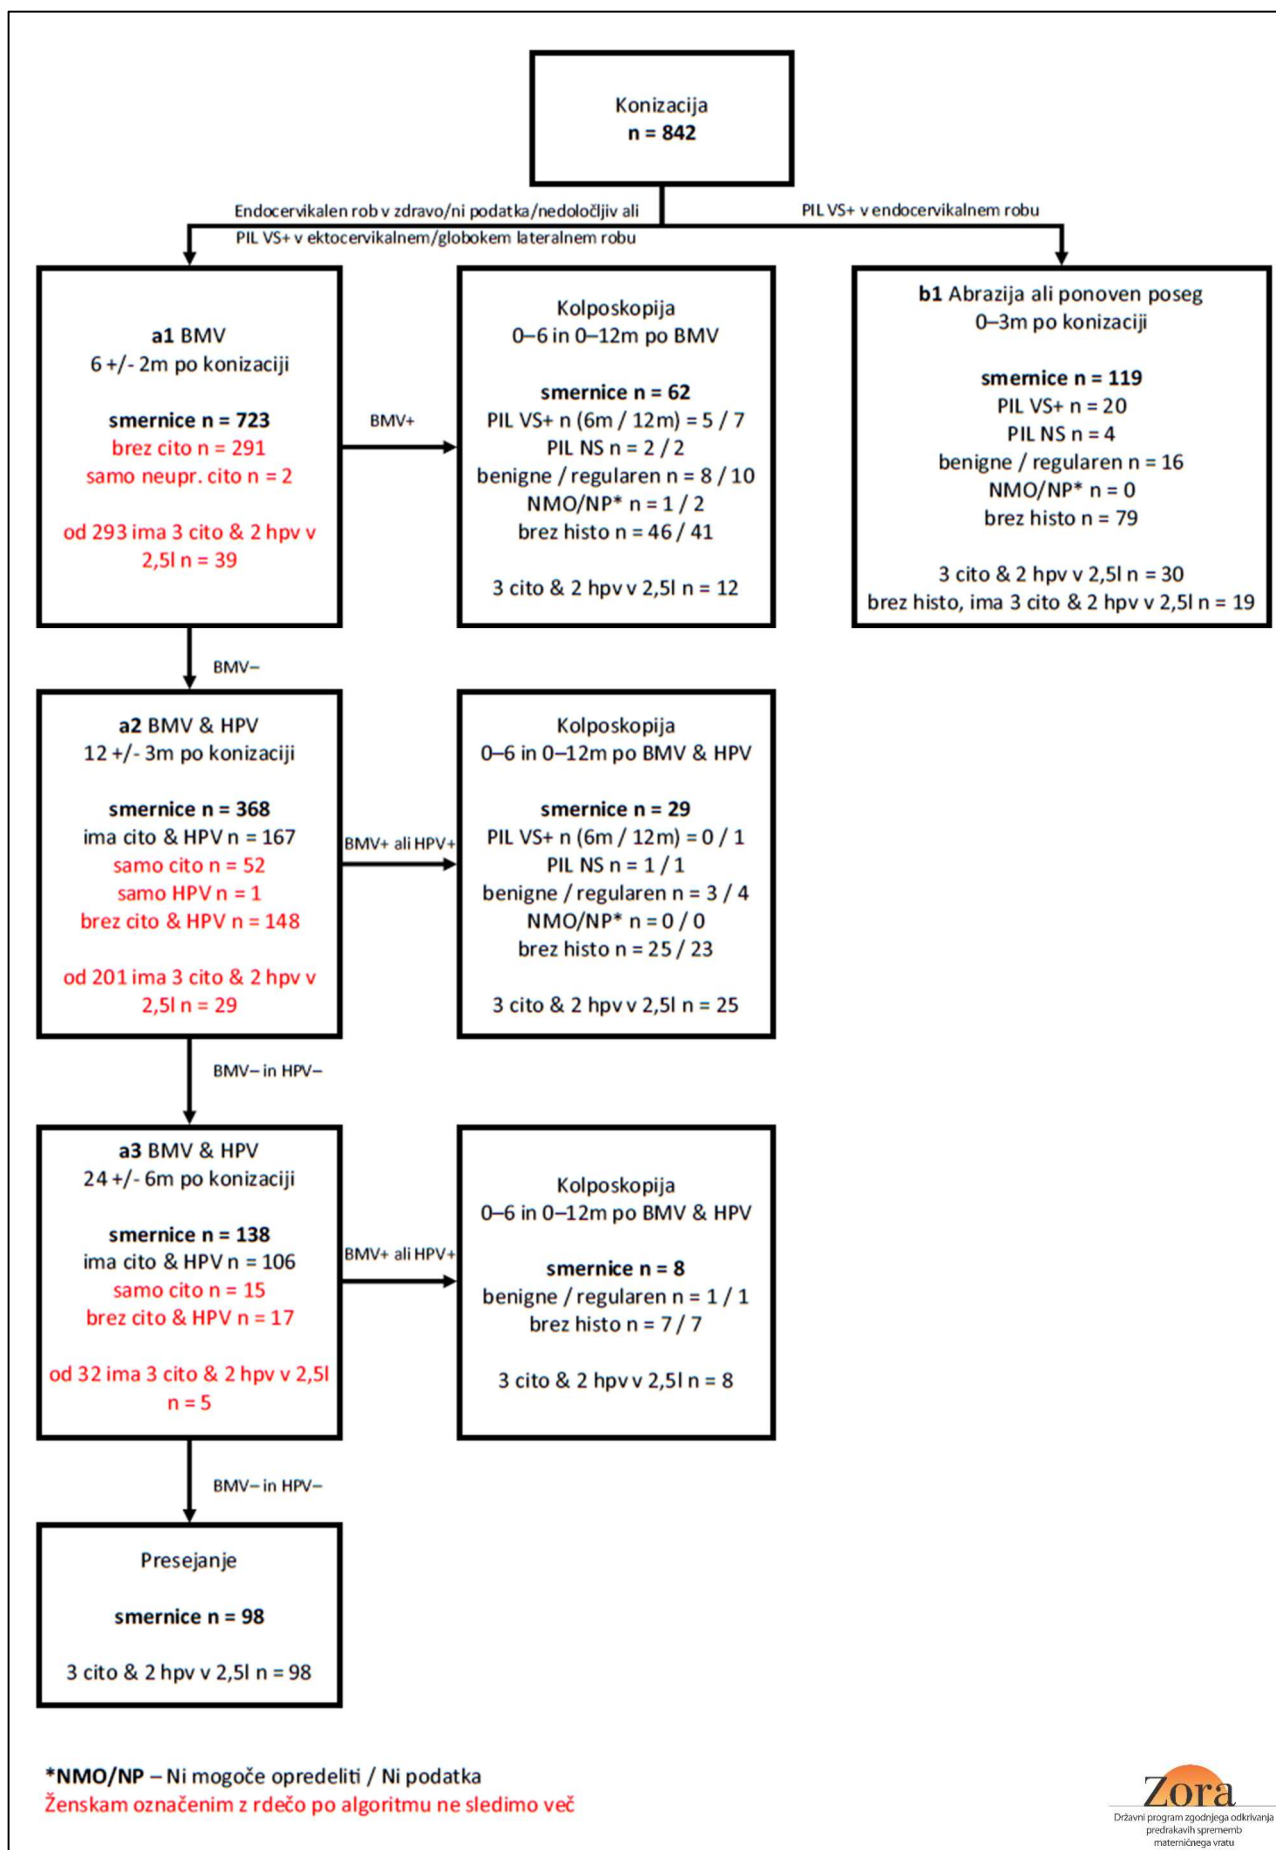 Konizacija
n = 842
Endocervikalen rob v zdravo/ni podatka/nedoločljiv ali
PIL VS+ v ektocervikalnem/globokem lateralnem robu
PIL VS+ v endocervikalnem robu
a1 BMV
6 +/- 2m po konizaciji
smernice n = 723
brez cito n = 291
samo neupr. cito n = 2
od 293 ima 3 cito & 2 hpv v
2,5l n = 39
BMV+
Kolposkopija
0–6 in 0–12m po BMV
smernice n = 62
PIL VS+ n (6m / 12m) = 5 / 7
PIL NS n = 2 / 2
benigne / regularen n = 8 / 10
NMO/NP* n = 1 / 2
brez histo n = 46 / 41
3 cito & 2 hpv v 2,5l n = 12
b1 Abrazija ali ponoven poseg
0–3m po konizaciji
smernice n = 119
PIL VS+ n = 20
PIL NS n = 4
benigne / regularen n = 16
NMO/NP* n = 0
brez histo n = 79
3 cito & 2 hpv v 2,5l n = 30
brez histo, ima 3 cito & 2 hpv v 2,5l n = 19
BMV–
a2 BMV & HPV
12 +/- 3m po konizaciji
smernice n = 368
ima cito & HPV n = 167
samo cito n = 52
samo HPV n = 1
brez cito & HPV n = 148
od 201 ima 3 cito & 2 hpv v
2,5l n = 29
BMV+ ali HPV+
Kolposkopija
0–6 in 0–12m po BMV & HPV
smernice n = 29
PIL VS+ n (6m / 12m) = 0 / 1
PIL NS n = 1 / 1
benigne / regularen n = 3 / 4
NMO/NP* n = 0 / 0
brez histo n = 25 / 23
3 cito & 2 hpv v 2,5l n = 25
BMV– in HPV–
a3 BMV & HPV
24 +/- 6m po konizaciji
smernice n = 138
ima cito & HPV n = 106
samo cito n = 15
brez cito & HPV n = 17
od 32 ima 3 cito & 2 hpv v 2,5l
n = 5
BMV+ ali HPV+
Kolposkopija
0–6 in 0–12m po BMV & HPV
smernice n = 8
benigne / regularen n = 1 / 1
brez histo n = 7 / 7
3 cito & 2 hpv v 2,5l n = 8
BMV– in HPV–
Presejanje
smernice n = 98
3 cito & 2 hpv v 2,5l n = 98
*NMO/NP – Ni mogoče opredeliti / Ni podatka
Ženskam označenim z rdečo po algoritmu ne sledimo več
Zora
Državni program zgodnjega odkrivanja
predrakavih sprememb
materničnega vratu